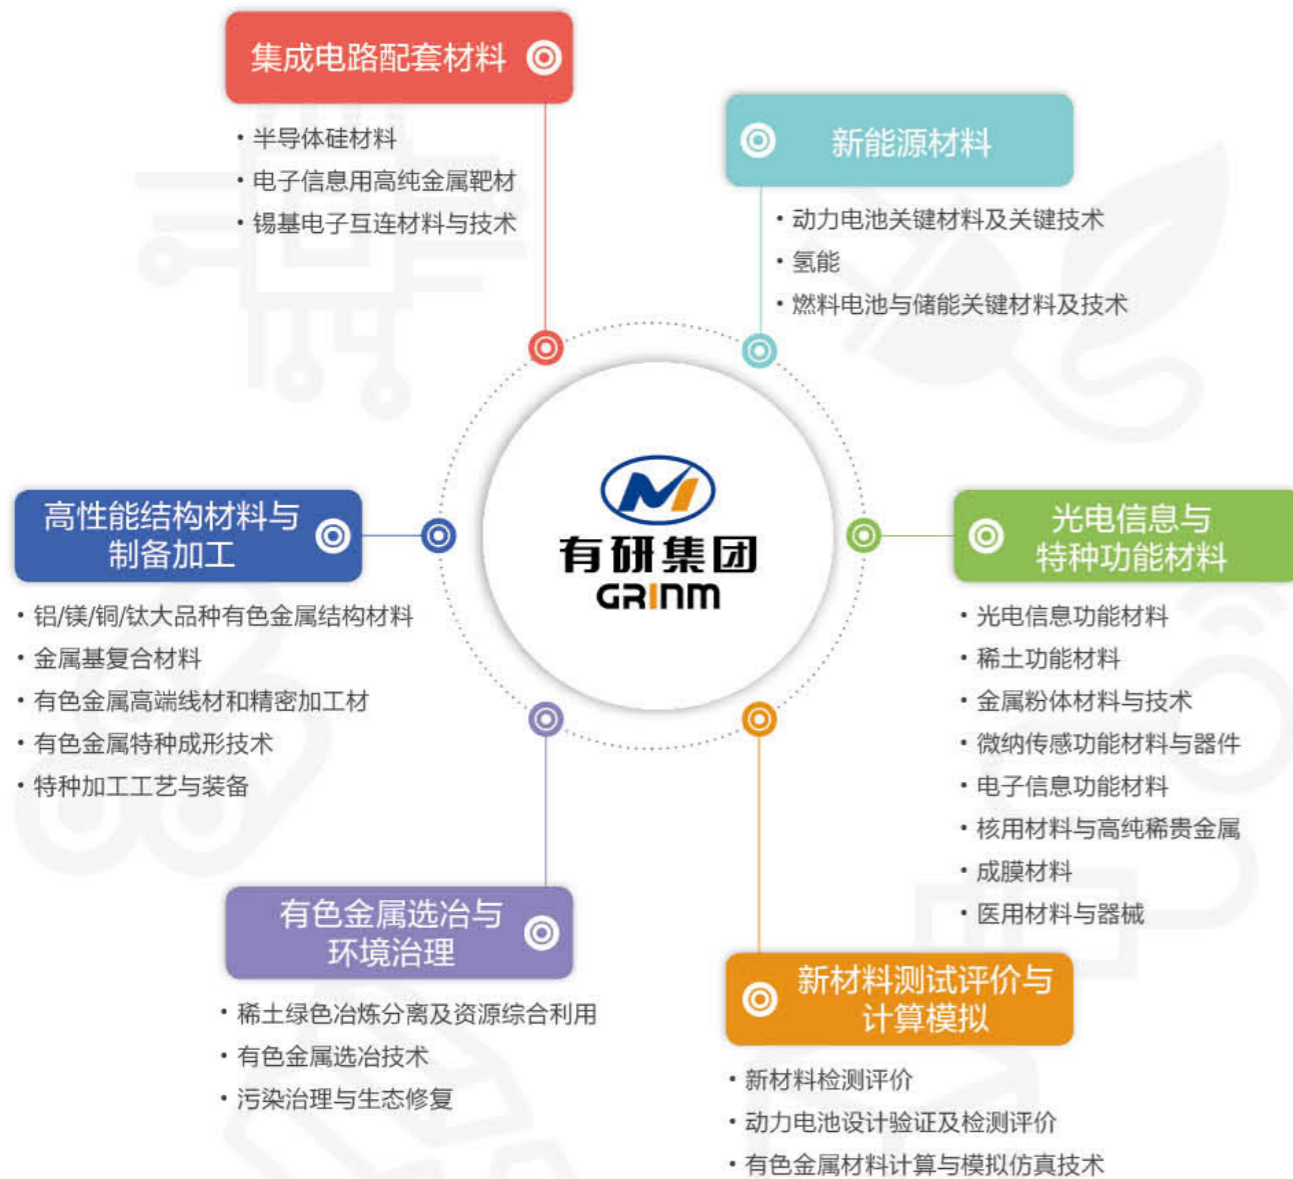 集成电路配套材料
• 半导体硅材料
• 电子信息用高纯金属靶材
• 锡基电子互连材料与技术
新能源材料
• 动力电池关键材料及关键技术
• 氢能
• 燃料电池与储能关键材料及技术
有研集团
GRINM
高性能结构材料与
制备加工
• 铝/镁/铜/钛大品种有色金属结构材料
• 金属基复合材料
• 有色金属高端线材和精密加工材
• 有色金属特种成形技术
• 特种加工工艺与装备
光电信息与
特种功能材料
• 光电信息功能材料
• 稀土功能材料
• 金属粉体材料与技术
• 微纳传感功能材料与器件
• 电子信息功能材料
• 核用材料与高纯稀贵金属
• 成膜材料
• 医用材料与器械
有色金属选冶与
环境治理
• 稀土绿色冶炼分离及资源综合利用
• 有色金属选冶技术
• 污染治理与生态修复
新材料测试评价与
计算模拟
• 新材料检测评价
• 动力电池设计验证及检测评价
• 有色金属材料计算与模拟仿真技术